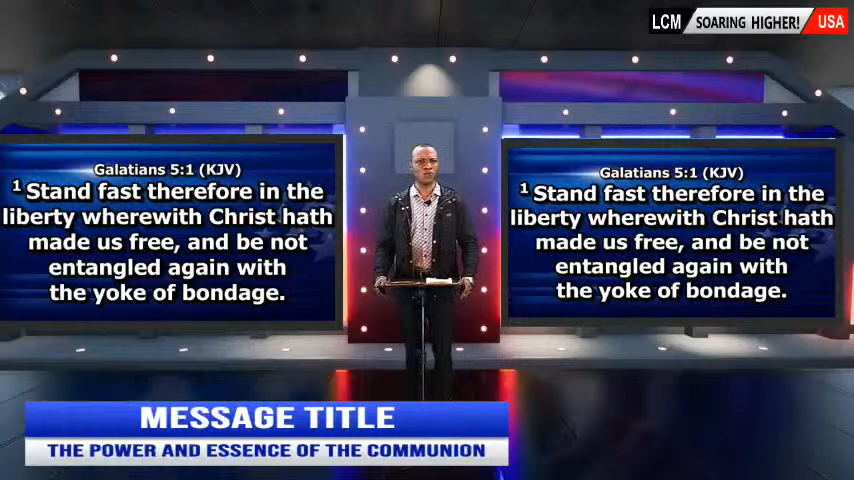 LCM SOARING HIGHER! USA
Galatians 5:1 (KJV)
1 Stand fast therefore in the
liberty wherewith Christ hath
made us free, and be not
entangled again with
the yoke of bondage.
Galatians 5:1 (KJV)
1 Stand fast therefore in the
liberty wherewith Christ hath
made us free, and be not
entangled again with
the yoke of bondage.
MESSAGE TITLE
THE POWER AND ESSENCE OF THE COMMUNION